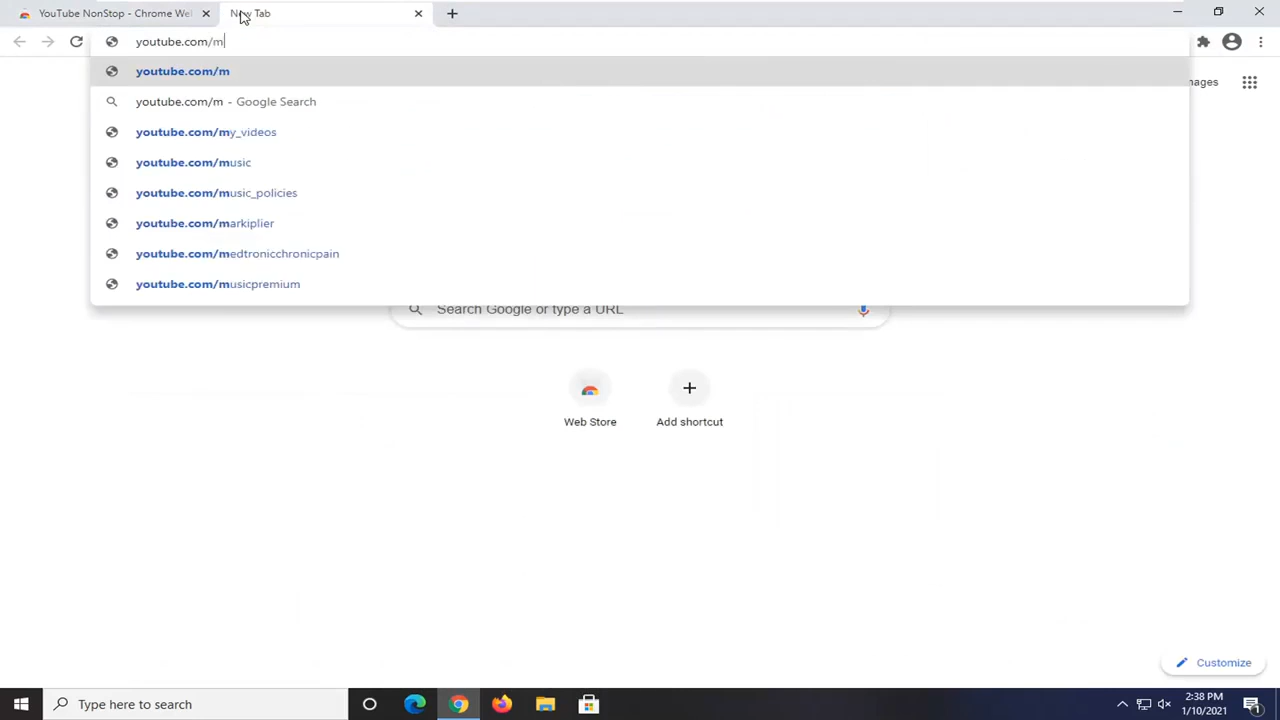 YouTube NonStop - Chrome We
New Tab
youtube.com/m
youtube.com/m
youtube.com/m - Google Search
youtube.com/my_videos
youtube.com/music
youtube.com/music_policies
youtube.com/markiplier
youtube.com/medtronicchronicpain
youtube.com/musicpremium
Search Google or type a URL
Web Store
Add shortcut
Customize
Type here to search
2:38 PM
1/10/2021
1